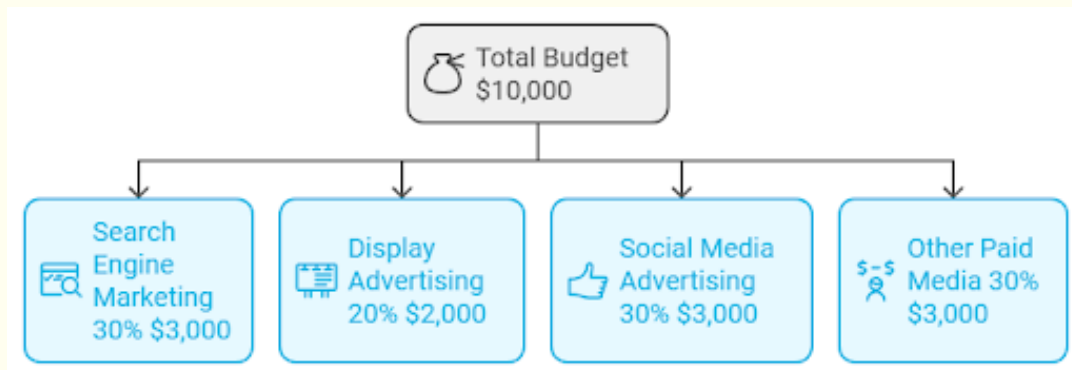 Total Budget
$10,000
Search
Engine
Marketing
30% $3,000
Display
Advertising
20% $2,000
Social Media
Advertising
30% $3,000
$-$
Other Paid
Media 30%
$3,000